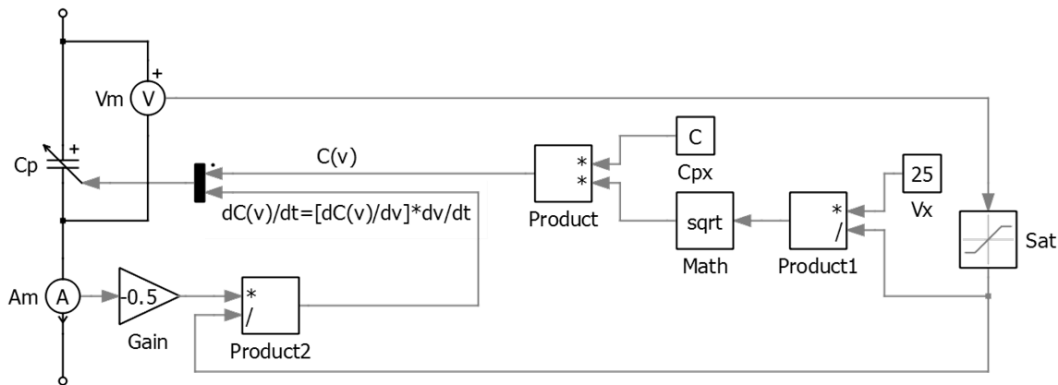 +
Vm
V
C(v)
C
Cp
+
*
*
Cpx
25
dC(v)/dt=[dC(v)/dv]*dv/dt
Product
sqrt
*
/
Vx
Math
Product1
Sat
Am
A
-0.5
*
/
Gain
Product2